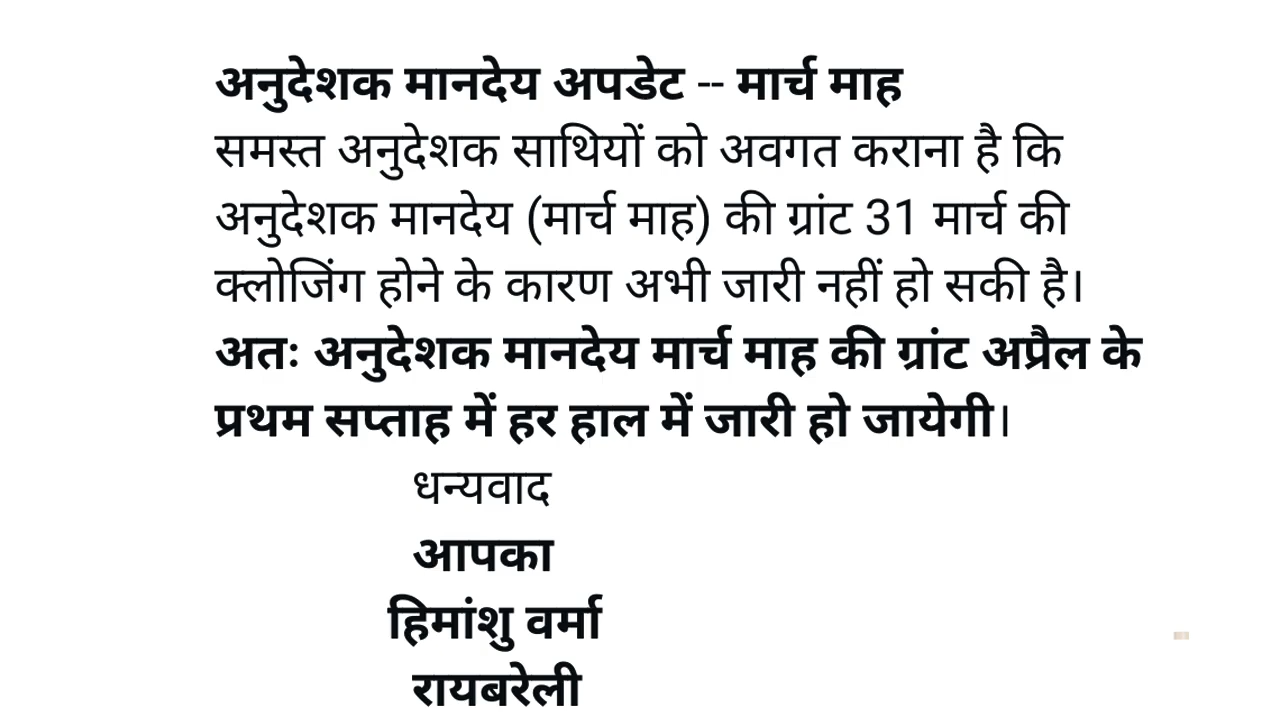 अनुदेशक मानदेय अपडेट -- मार्च माह
समस्त अनुदेशक साथियों को अवगत कराना है कि
अनुदेशक मानदेय (मार्च माह) की ग्रांट 31 मार्च की
क्लोजिंग होने के कारण अभी जारी नहीं हो सकी है।
अतः अनुदेशक मानदेय मार्च माह की ग्रांट अप्रैल के
प्रथम सप्ताह में हर हाल में जारी हो जायेगी।
धन्यवाद
आपका
हिमांशु वर्मा
रायबरेली